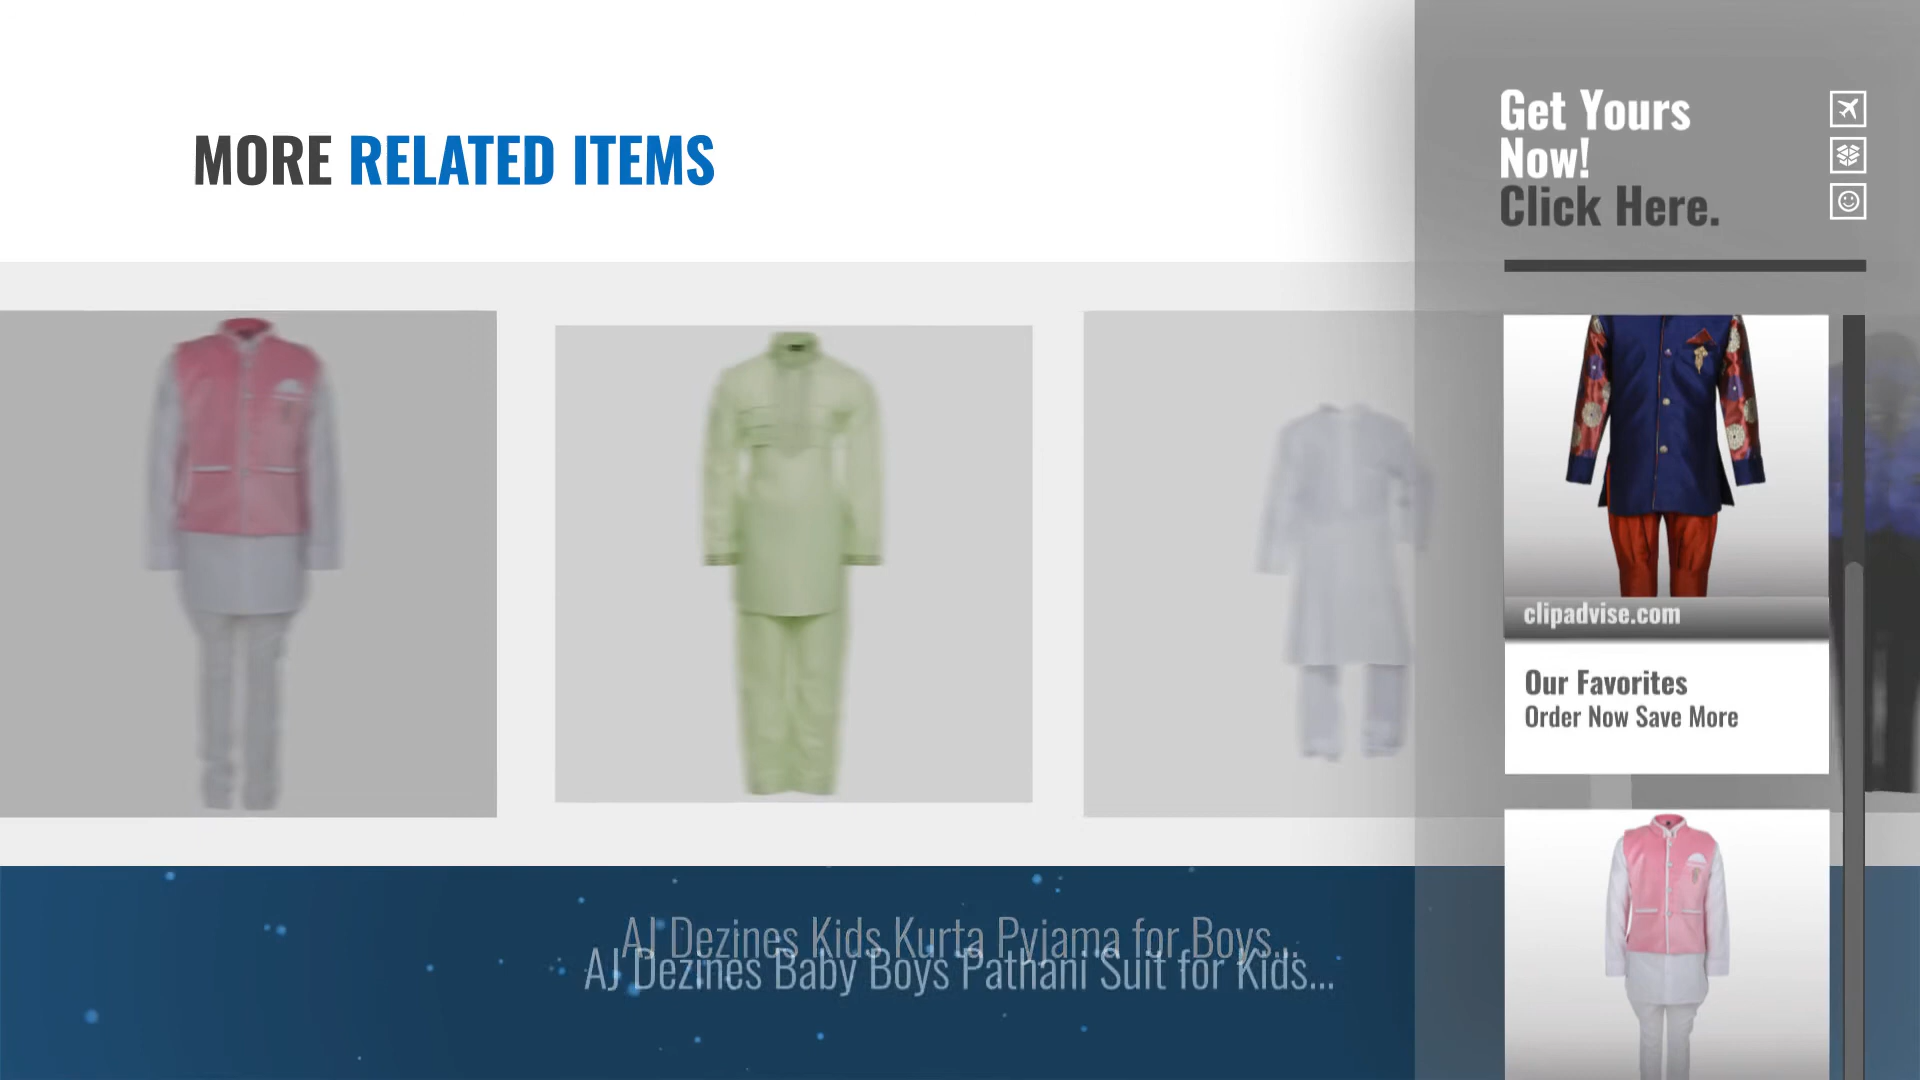 MORE RELATED ITEMS
Get Yours
Now!
Click Here.
clipadvise.com
Our Favorites
Order Now Save More
AJ Dezines Kids Kurta Pyjama for Boys...
AJ Dezines Baby Boys Pathani Suit for Kids...